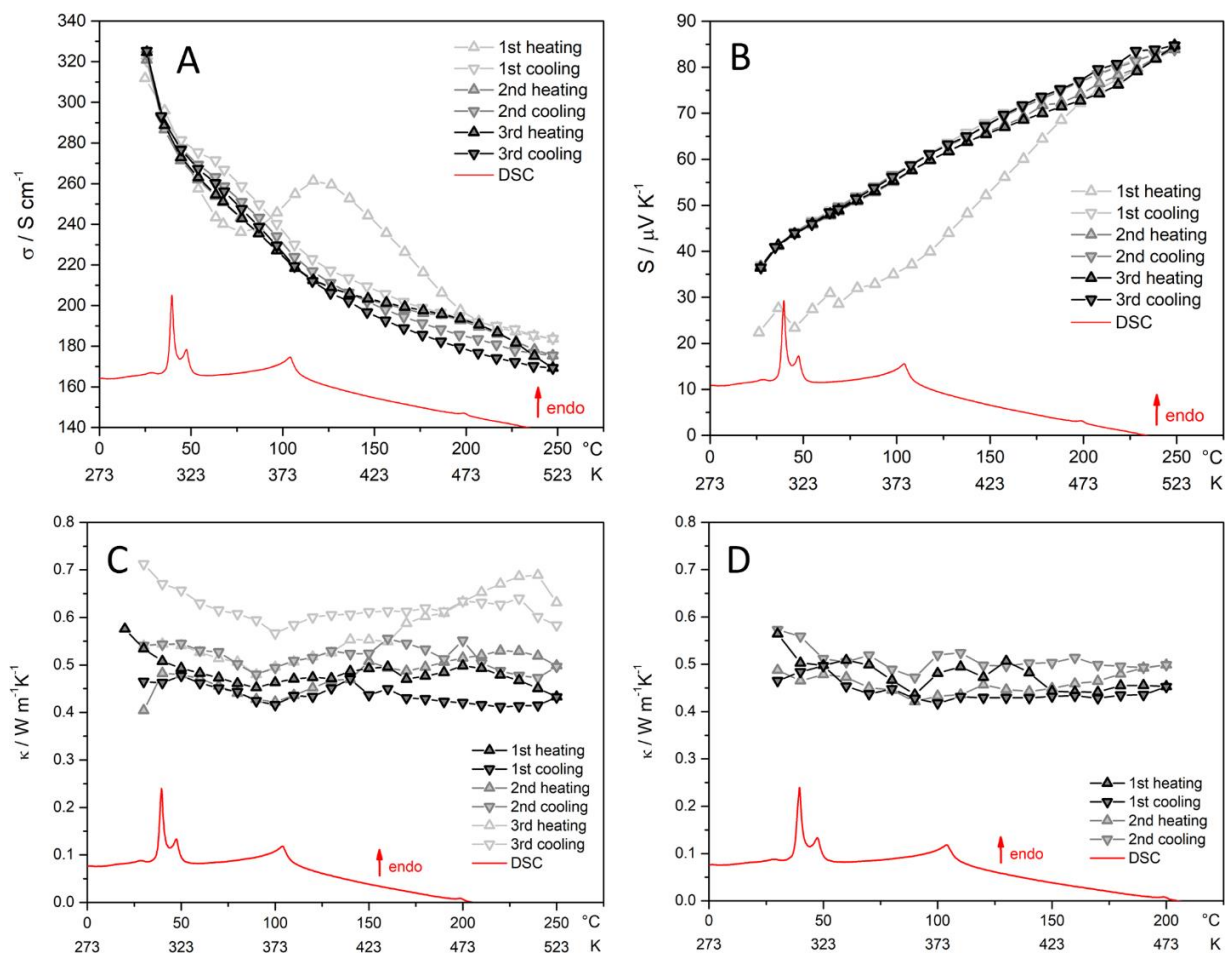 A
σ / S cm⁻¹
340
320
300
280
260
240
220
200
180
160
140
1st heating
1st cooling
2nd heating
2nd cooling
3rd heating
3rd cooling
DSC
endo
0 50 100 150 200 250 °C
273 323 373 423 473 523 K
B
S / μV K⁻¹
90
80
70
60
50
40
30
20
10
0
1st heating
1st cooling
2nd heating
2nd cooling
3rd heating
3rd cooling
DSC
endo
0 50 100 150 200 250 °C
273 323 373 423 473 523 K
C
κ / W m⁻¹K⁻¹
0.8
0.7
0.6
0.5
0.4
0.3
0.2
0.1
0.0
1st heating
1st cooling
2nd heating
2nd cooling
3rd heating
3rd cooling
DSC
endo
0 50 100 150 200 250 °C
273 323 373 423 473 523 K
D
κ / W m⁻¹K⁻¹
0.8
0.7
0.6
0.5
0.4
0.3
0.2
0.1
0.0
1st heating
1st cooling
2nd heating
2nd cooling
DSC
endo
0 50 100 150 200 °C
273 323 373 423 473 K